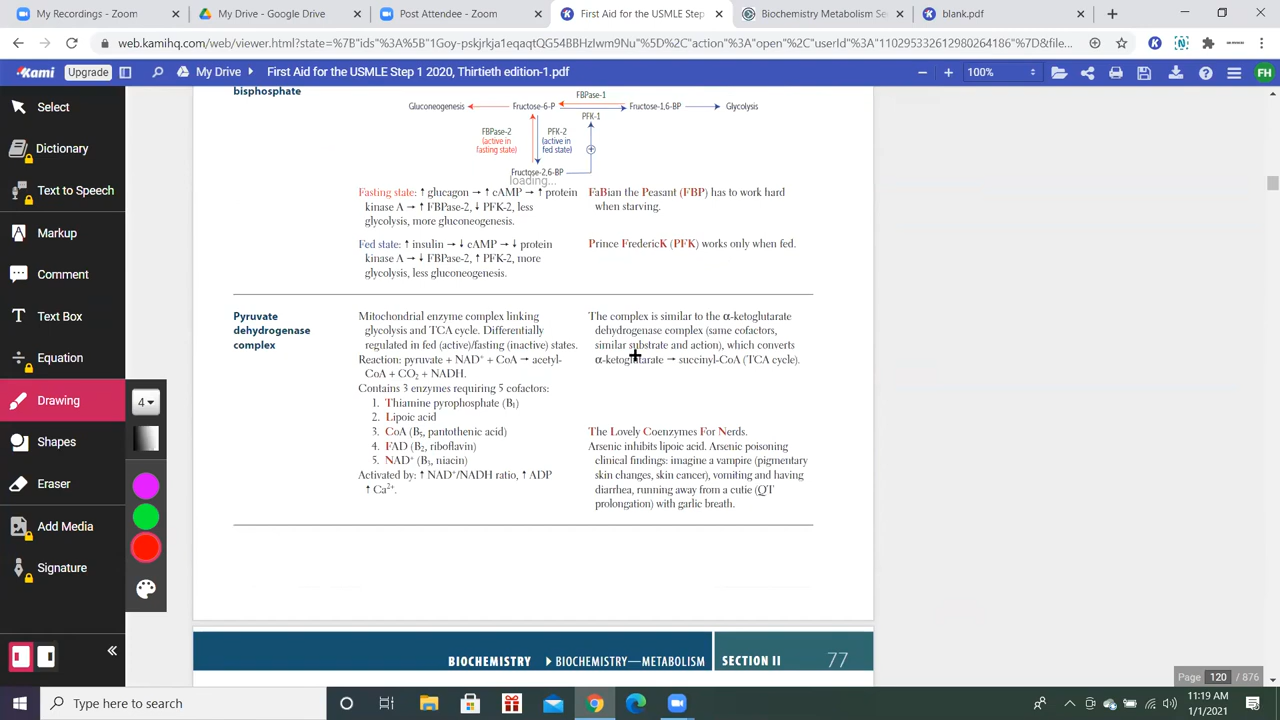 My Recordings - Zoom
My Drive - Google Drive
Post Attendee - Zoom
First Aid for the USMLE Step
Biochemistry Metabolism Se
blank.pdf
web.kamihq.com/web/viewer.html?state=%7B"ids"%3A%5B"1Goy-pskjrkja1eqaqtQG54BBHzlwm9Nu"%5D%2C"action"%3A"open"%2C"userId"%3A"110295332612980264186"%7D&file...
Kami
Upgrade
My Drive
First Aid for the USMLE Step 1 2020, Thirtieth edition-1.pdf
100%
FH
Select
Dictionary
Text to Speech
Markup
Comment
Text Box
Equation
Drawing
4
Shapes
Eraser
Add Media
Signature
bisphosphate
FBPase-1
Gluconeogenesis
Fructose-6-P
Fructose-1,6-BP
Glycolysis
PFK-1
FBPase-2
(active in
fasting state)
PFK-2
(active in
fed state)
+
Fructose-2,6-BP
loading...
Fasting state: ↑ glucagon → ↑ cAMP → ↑ protein
kinase A → ↑ FBPase-2, ↓ PFK-2, less
glycolysis, more gluconeogenesis.
FaBian the Peasant (FBP) has to work hard
when starving.
Fed state: ↑ insulin → ↓ cAMP → ↓ protein
kinase A → ↓ FBPase-2, ↑ PFK-2, more
glycolysis, less gluconeogenesis.
Prince FredericK (PFK) works only when fed.
Pyruvate
dehydrogenase
complex
Mitochondrial enzyme complex linking
glycolysis and TCA cycle. Differentially
regulated in fed (active)/fasting (inactive) states.
Reaction: pyruvate + NAD⁺ + CoA → acetyl-
CoA + CO₂ + NADH.
Contains 3 enzymes requiring 5 cofactors:
1. Thiamine pyrophosphate (B₁)
2. Lipoic acid
3. CoA (B₅, pantothenic acid)
4. FAD (B₂, riboflavin)
5. NAD⁺ (B₃, niacin)
Activated by: ↑ NAD⁺/NADH ratio, ↑ ADP
↑ Ca²⁺.
The complex is similar to the α-ketoglutarate
dehydrogenase complex (same cofactors,
similar substrate and action), which converts
α-ketoglutarate → succinyl-CoA (TCA cycle).
The Lovely Coenzymes For Nerds.
Arsenic inhibits lipoic acid. Arsenic poisoning
clinical findings: imagine a vampire (pigmentary
skin changes, skin cancer), vomiting and having
diarrhea, running away from a cutie (QT
prolongation) with garlic breath.
BIOCHEMISTRY
BIOCHEMISTRY—METABOLISM
SECTION II
77
Page 120 / 876
Type here to search
11:19 AM
1/1/2021